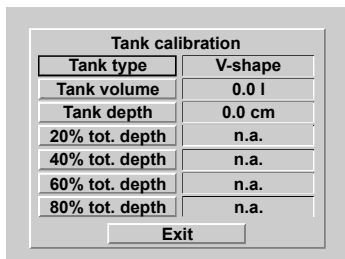 Tank calibration
Tank type V-shape
Tank volume 0.0 l
Tank depth 0.0 cm
20% tot. depth n.a.
40% tot. depth n.a.
60% tot. depth n.a.
80% tot. depth n.a.
Exit